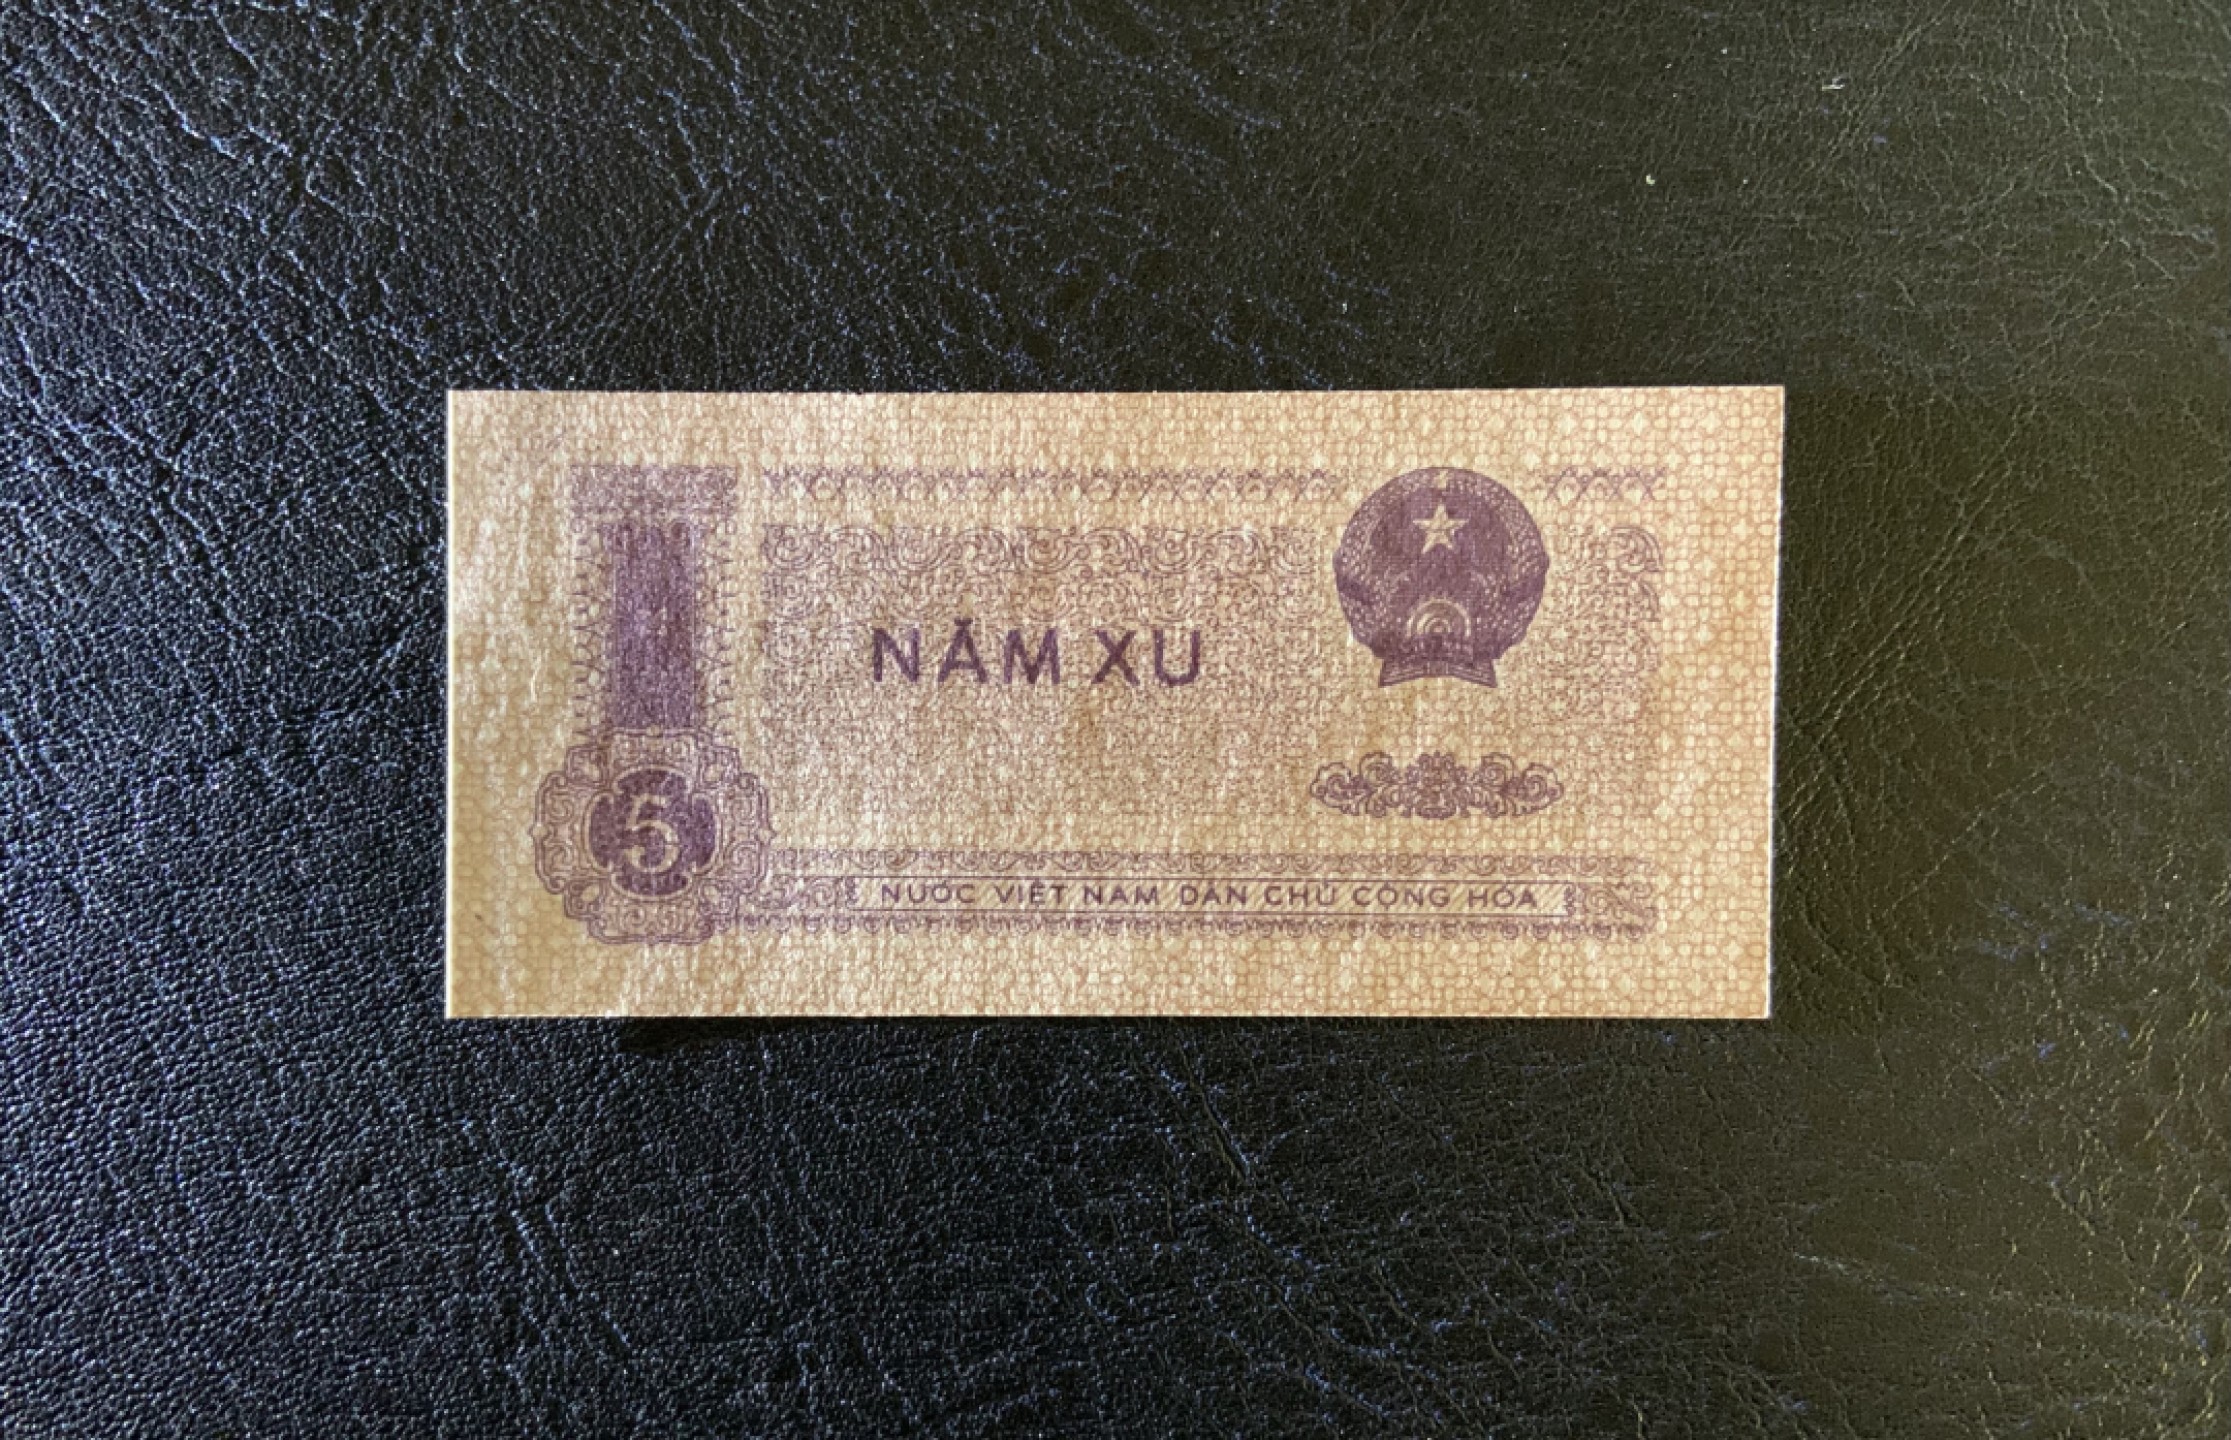 NĂM XU
5
NƯỚC VIỆT NAM DÂN CHỦ CỘNG HÒA